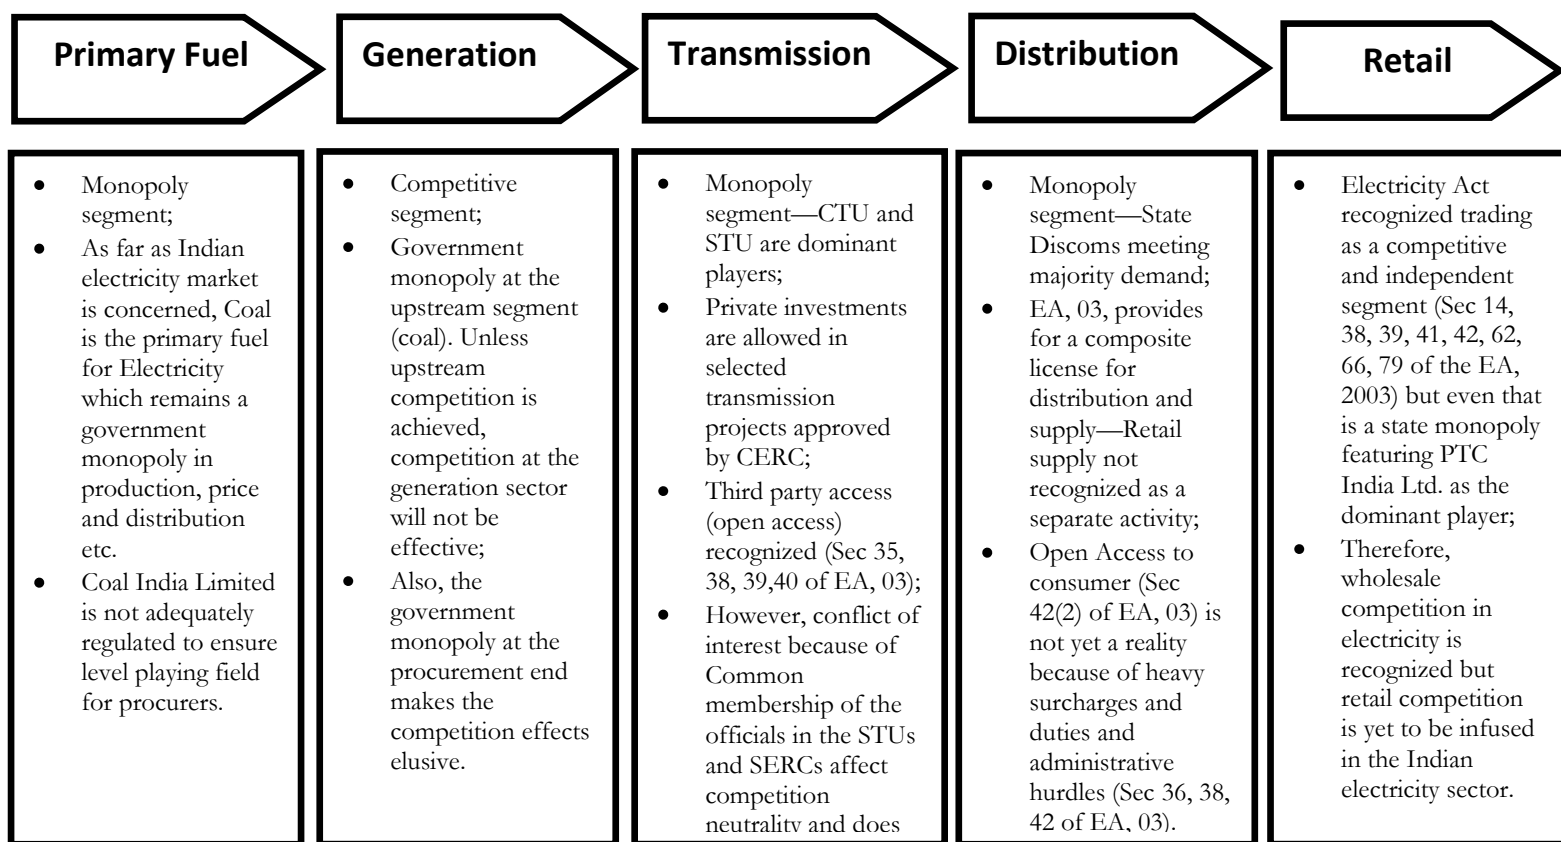 Primary Fuel
Generation
Transmission
Distribution
Retail
• Monopoly
segment;
• As far as Indian
electricity market
is concerned, Coal
is the primary fuel
for Electricity
which remains a
government
monopoly in
production, price
and distribution
etc.
• Coal India Limited
is not adequately
regulated to ensure
level playing field
for procurers.
• Competitive
segment;
• Government
monopoly at the
upstream segment
(coal). Unless
upstream
competition is
achieved,
competition at the
generation sector
will not be
effective;
• Also, the
government
monopoly at the
procurement end
makes the
competition effects
elusive.
• Monopoly
segment—CTU and
STU are dominant
players;
• Private investments
are allowed in
selected
transmission
projects approved
by CERC;
• Third party access
(open access)
recognized (Sec 35,
38, 39,40 of EA, 03);
• However, conflict of
interest because of
Common
membership of the
officials in the STUs
and SERCs affect
competition
neutrality and does
• Monopoly
segment—State
Discoms meeting
majority demand;
• EA, 03, provides
for a composite
license for
distribution and
supply—Retail
supply not
recognized as a
separate activity;
• Open Access to
consumer (Sec
42(2) of EA, 03) is
not yet a reality
because of heavy
surcharges and
duties and
administrative
hurdles (Sec 36, 38,
42 of EA, 03).
• Electricity Act
recognized trading
as a competitive
and independent
segment (Sec 14,
38, 39, 41, 42, 62,
66, 79 of the EA,
2003) but even that
is a state monopoly
featuring PTC
India Ltd. as the
dominant player;
• Therefore,
wholesale
competition in
electricity is
recognized but
retail competition
is yet to be infused
in the Indian
electricity sector.